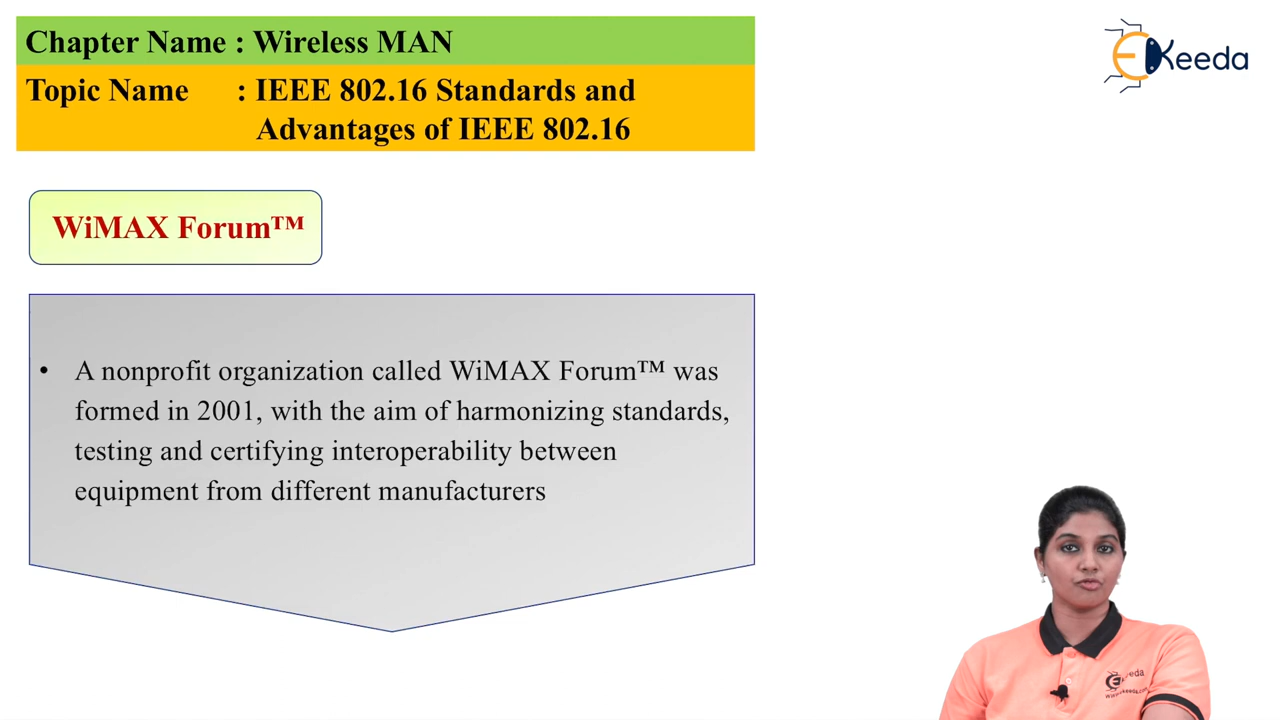 Chapter Name : Wireless MAN
Topic Name : IEEE 802.16 Standards and
Advantages of IEEE 802.16
EKeeda
WiMAX Forum™
• A nonprofit organization called WiMAX Forum™ was
formed in 2001, with the aim of harmonizing standards,
testing and certifying interoperability between
equipment from different manufacturers